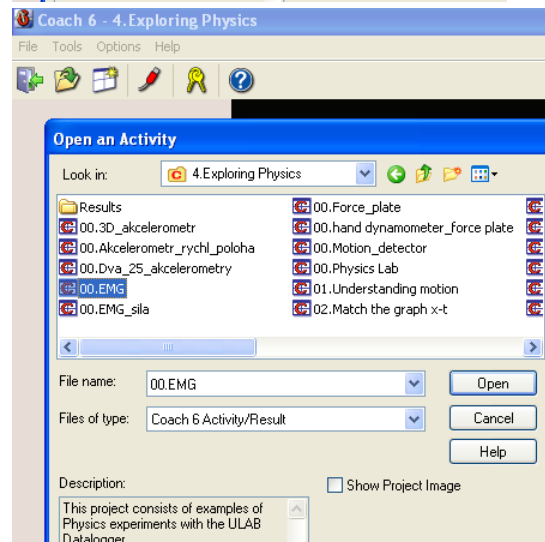 Coach 6 - 4.Exploring Physics
File Tools Options Help
Open an Activity
Look in: 4.Exploring Physics
Results
00.3D_akcelerometr
00.Akcelerometr_rychl_poloha
00.Dva_25_akcelerometry
00.EMG
00.EMG_sila
00.Force_plate
00.hand dynamometer_force plate
00.Motion_detector
00.Physics Lab
01.Understanding motion
02.Match the graph x-t
File name: 00.EMG Open
Files of type: Coach 6 Activity/Result Cancel
Help
Description: Show Project Image
This project consists of examples of
Physics experiments with the ULAB
Datalogger